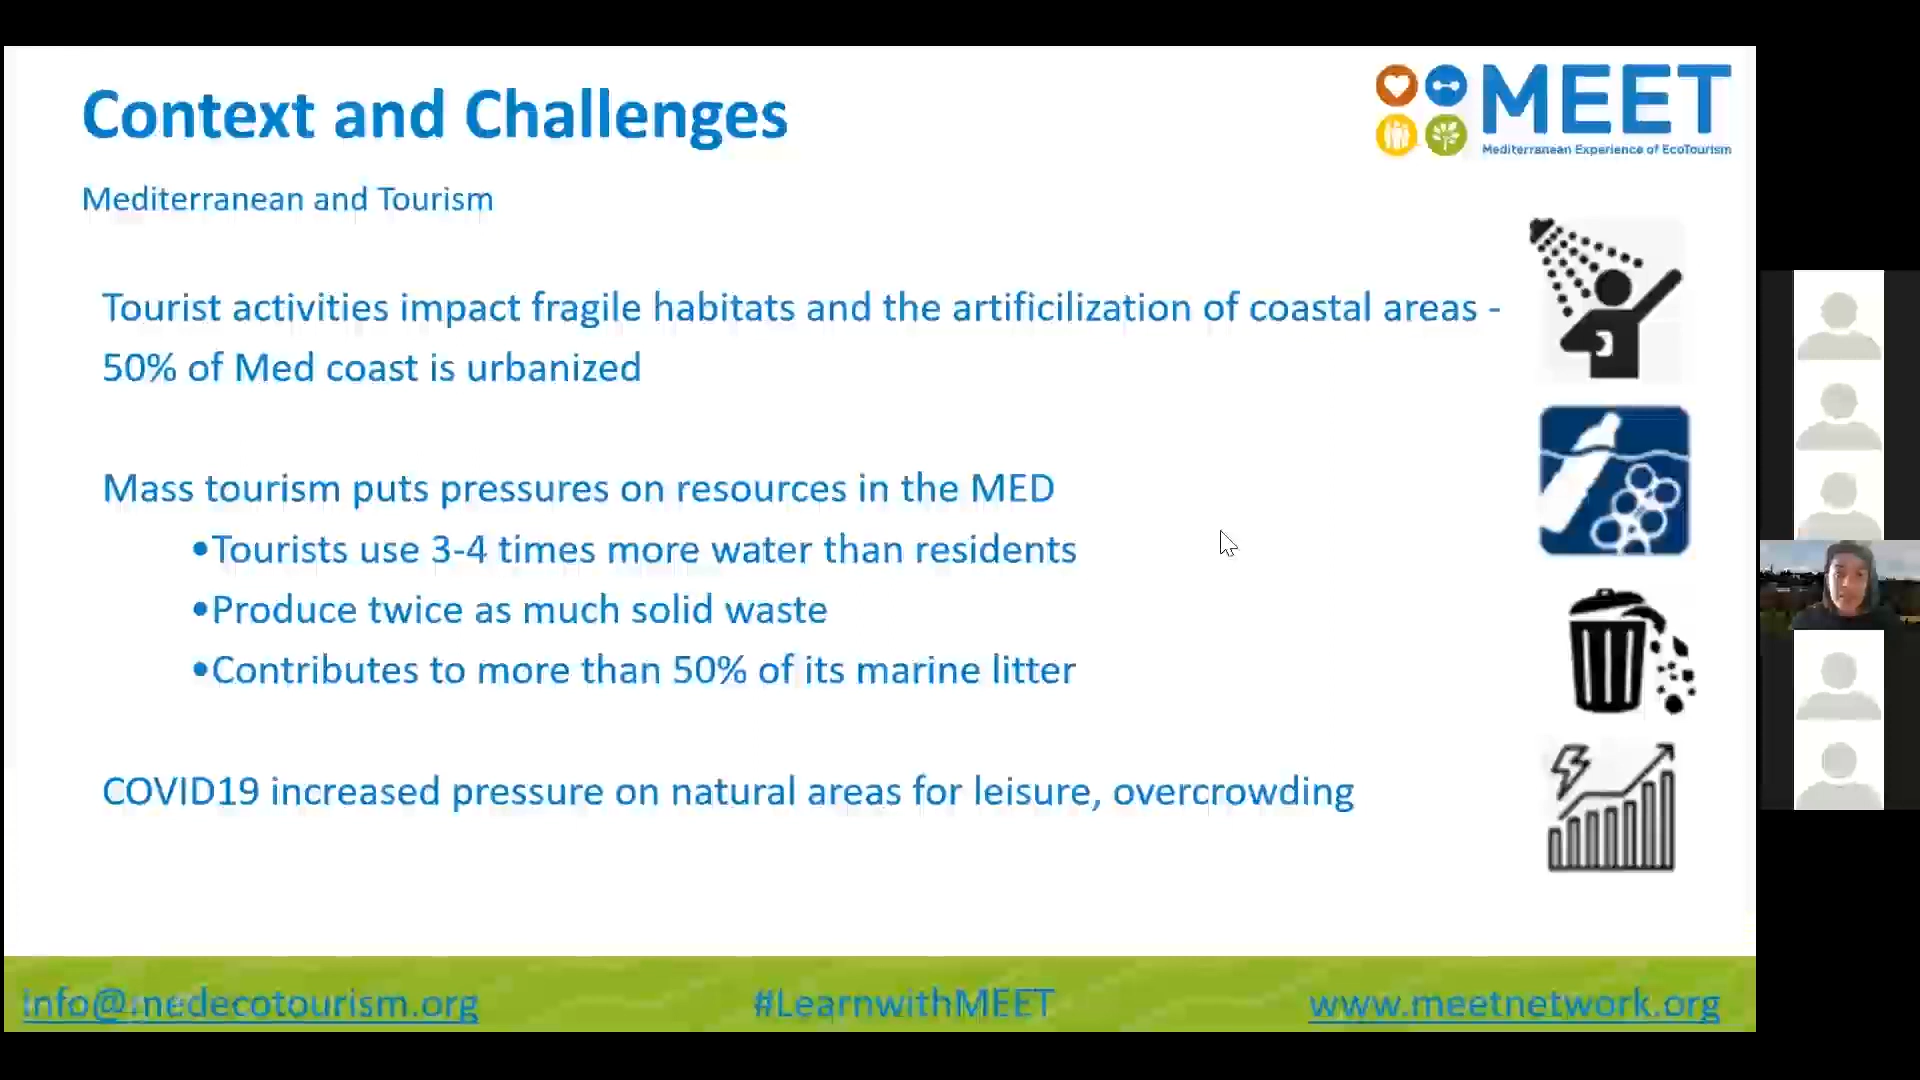 Context and Challenges
MEET
Mediterranean Experience of EcoTourism
Mediterranean and Tourism
Tourist activities impact fragile habitats and the artificilization of coastal areas -
50% of Med coast is urbanized
Mass tourism puts pressures on resources in the MED
•Tourists use 3-4 times more water than residents
•Produce twice as much solid waste
•Contributes to more than 50% of its marine litter
COVID19 increased pressure on natural areas for leisure, overcrowding
info@medecotourism.org
#LearnwithMEET
www.meetnetwork.org